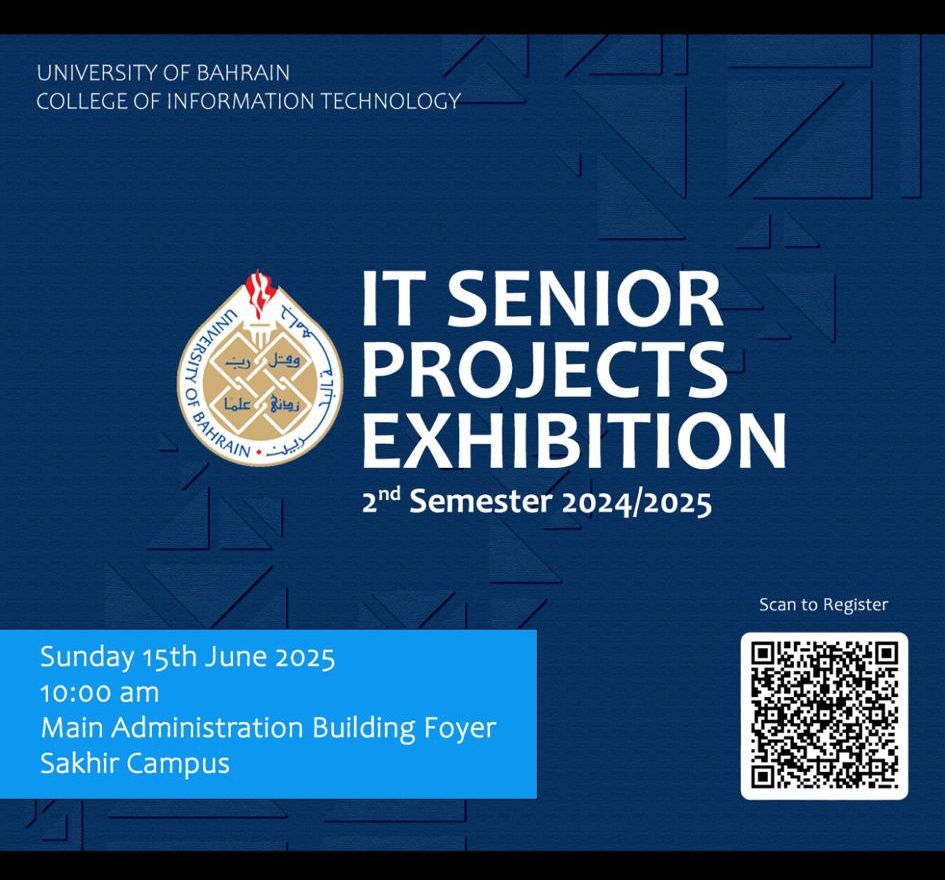 UNIVERSITY OF BAHRAIN
COLLEGE OF INFORMATION TECHNOLOGY
IT SENIOR
PROJECTS
EXHIBITION
2nd Semester 2024/2025
UNIVERSITY OF BAHRAIN
جامعة البحرين
وقل رب
زدني علما
Scan to Register
Sunday 15th June 2025
10:00 am
Main Administration Building Foyer
Sakhir Campus